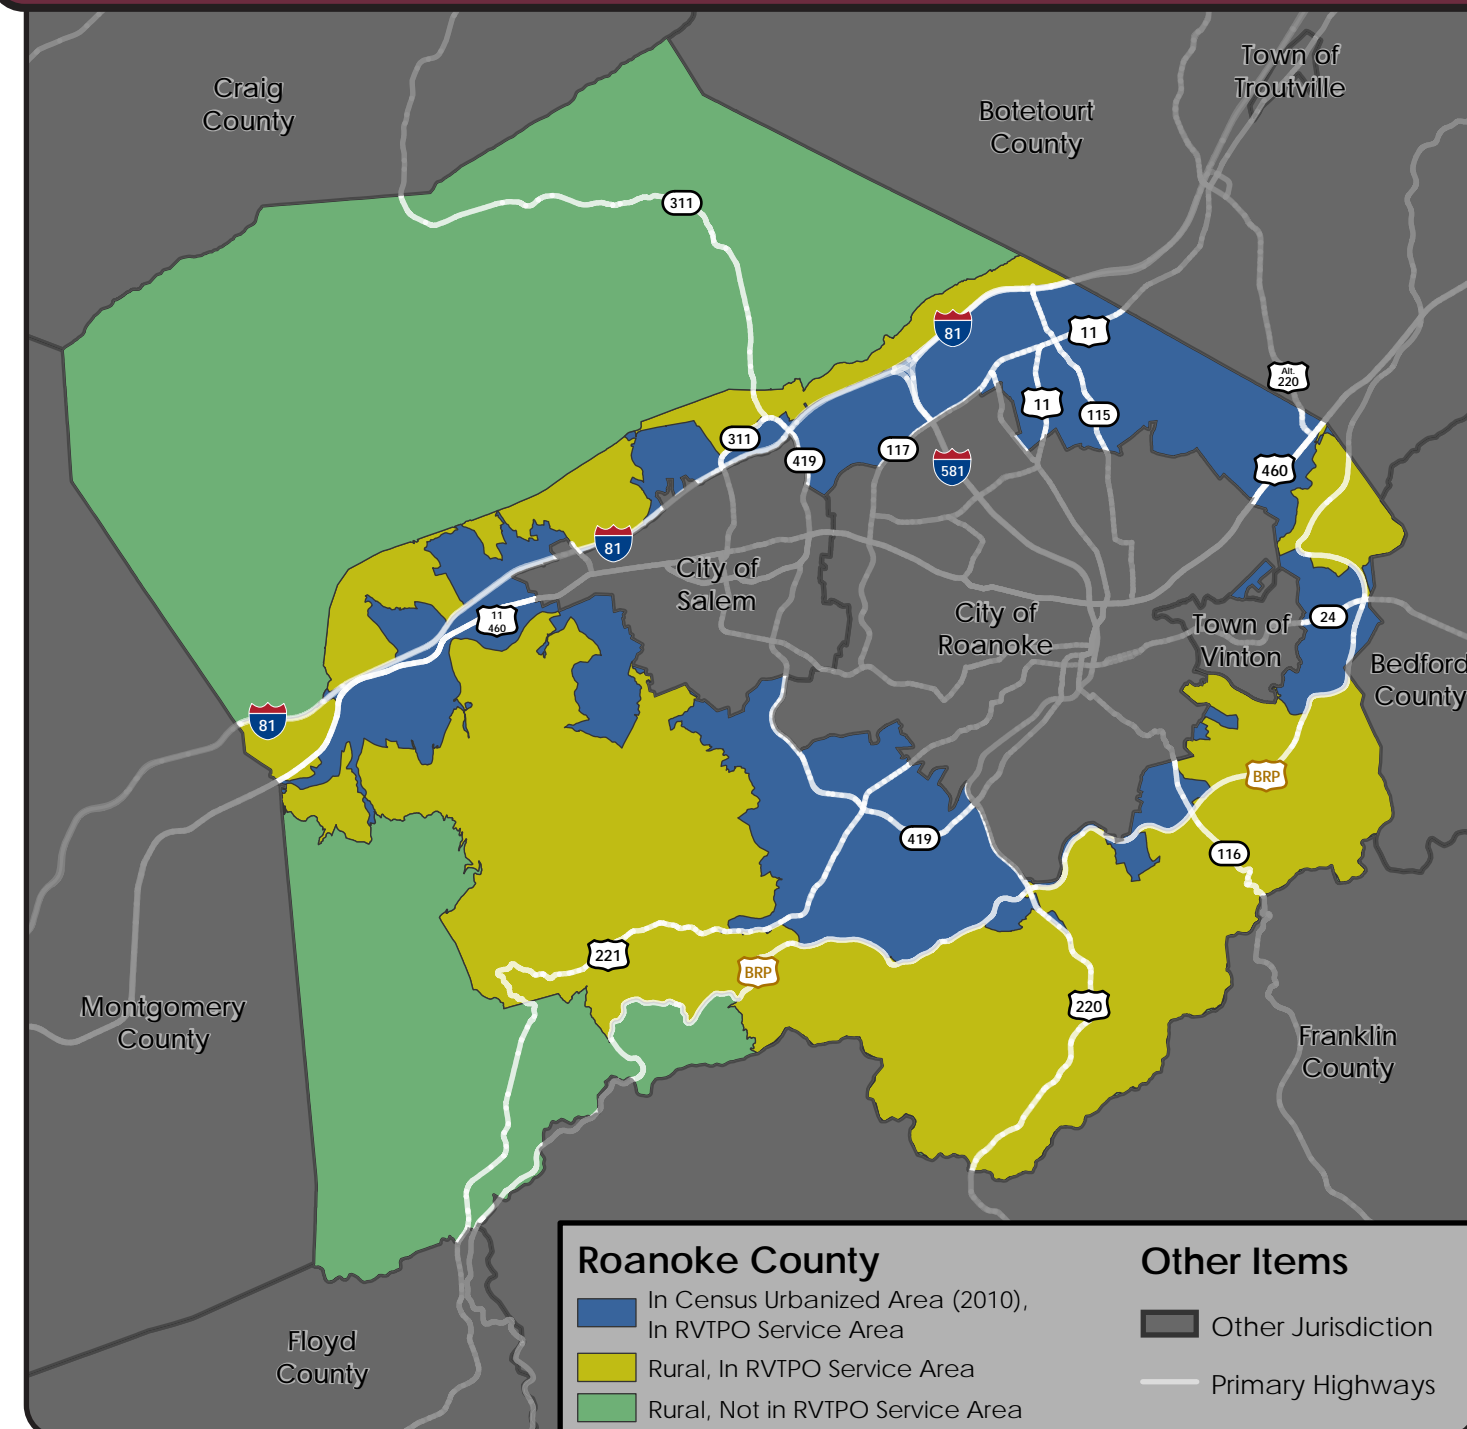 Craig
County
Botetourt
County
Town of
Troutville
311
81
11
Alt.
220
11
115
311
419
117
581
460
81
City of
Salem
City of
Roanoke
11
460
24
Town of
Vinton
Bedford
County
81
BRP
419
116
221
BRP
220
Montgomery
County
Franklin
County
Floyd
County
Roanoke County
In Census Urbanized Area (2010),
In RVTPO Service Area
Rural, In RVTPO Service Area
Rural, Not in RVTPO Service Area
Other Items
Other Jurisdiction
Primary Highways